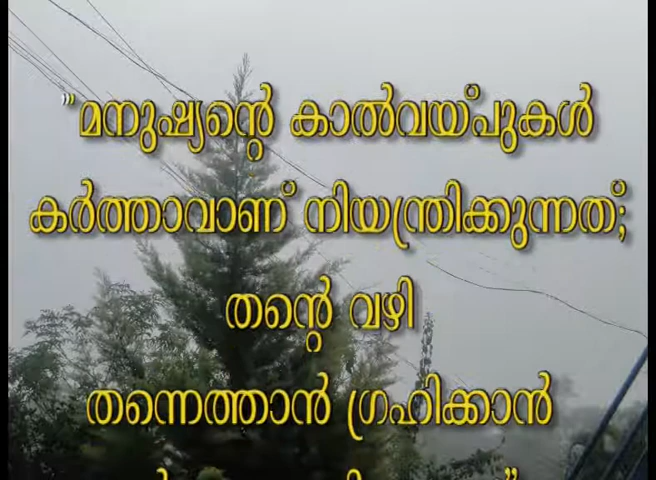 "മനുഷ്യന്റെ കാൽവയ്പുകൾ
കർത്താവാണ് നിയന്ത്രിക്കുന്നത്;
തന്റെ വഴി
തന്നെത്താൻ ഗ്രഹിക്കാൻ